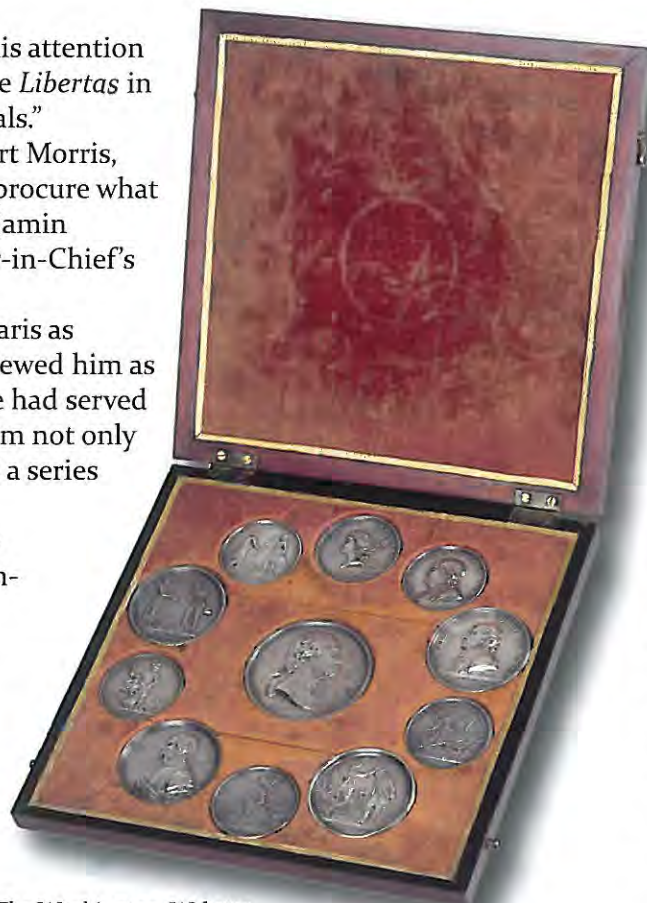 is attention
e Libertas in
als.”
rt Morris,
procure what
amin
-in-Chief’s
aris as
ewed him as
e had served
m not only
a series
n-